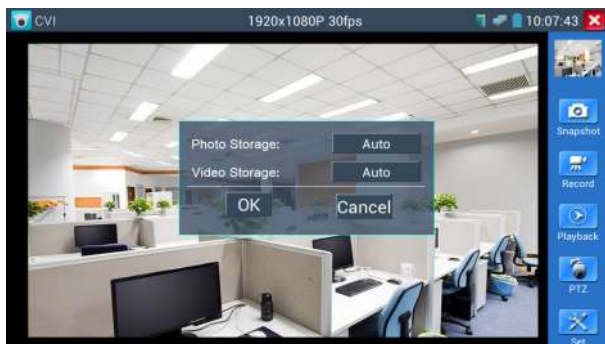 CVI 1920x1080P 30fps 10:07:43
Photo Storage: Auto
Video Storage: Auto
OK Cancel
Snapshot
Record
Playback
PTZ
Set